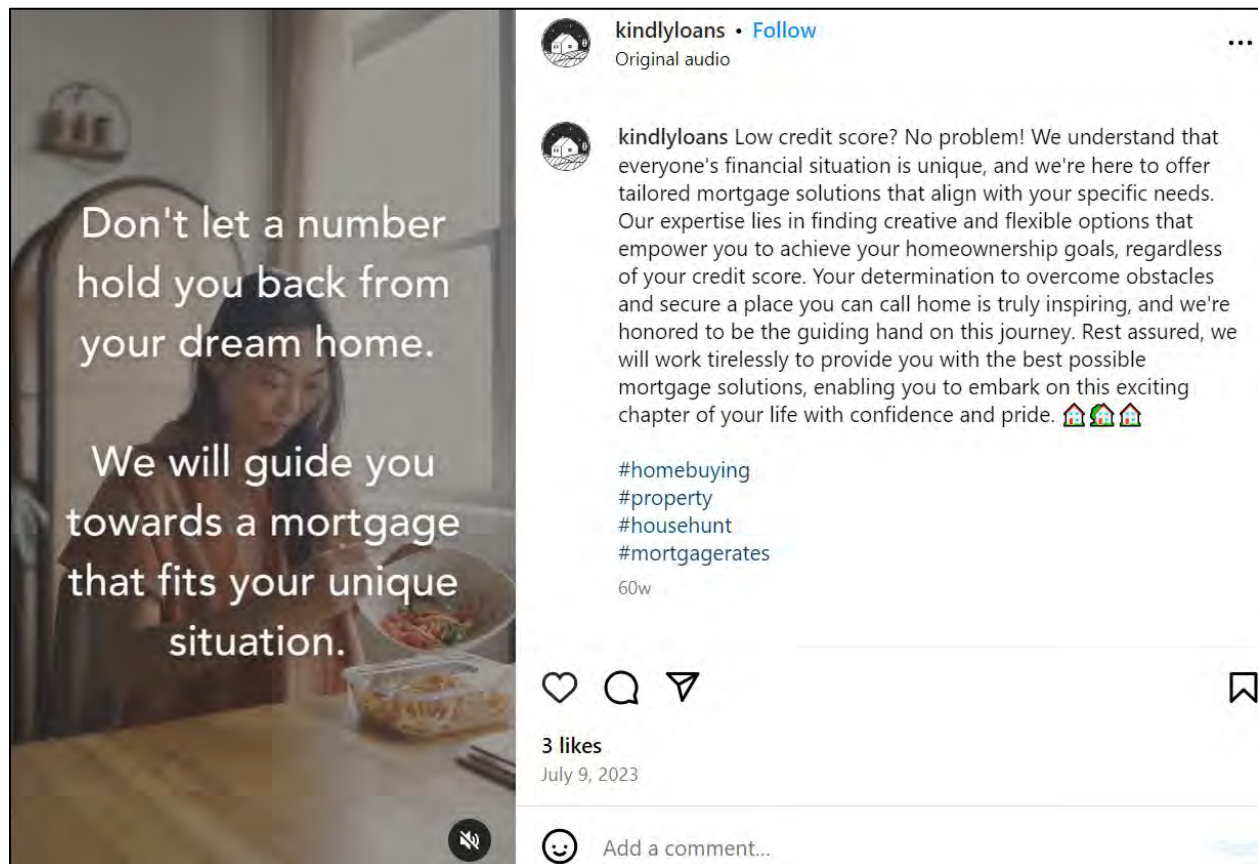 Don't let a number
hold you back from
your dream home.
We will guide you
towards a mortgage
that fits your unique
situation.
kindlyloans • Follow
Original audio
kindlyloans Low credit score? No problem! We understand that
everyone's financial situation is unique, and we're here to offer
tailored mortgage solutions that align with your specific needs.
Our expertise lies in finding creative and flexible options that
empower you to achieve your homeownership goals, regardless
of your credit score. Your determination to overcome obstacles
and secure a place you can call home is truly inspiring, and we're
honored to be the guiding hand on this journey. Rest assured, we
will work tirelessly to provide you with the best possible
mortgage solutions, enabling you to embark on this exciting
chapter of your life with confidence and pride. 🏠🏡🏠
#homebuying
#property
#househunt
#mortgagerates
60w
3 likes
July 9, 2023
Add a comment...